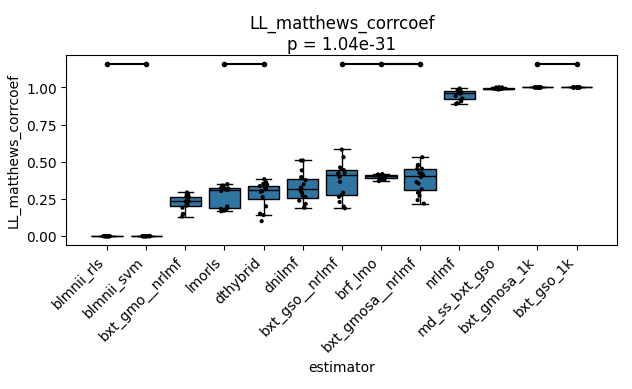 LL_matthews_corrcoef
p = 1.04e-31
LL_matthews_corrcoef
1.00
0.75
0.50
0.25
0.00
blmnii_rls
blmnii_svm
bxt_gmo__nrlmf
lmorls
dthybrid
dnilmf
bxt_gso__nrlmf
brf_lmo
bxt_gmosa__nrlmf
nrlmf
md_ss_bxt_gso
bxt_gmosa_1k
bxt_gso_1k
estimator